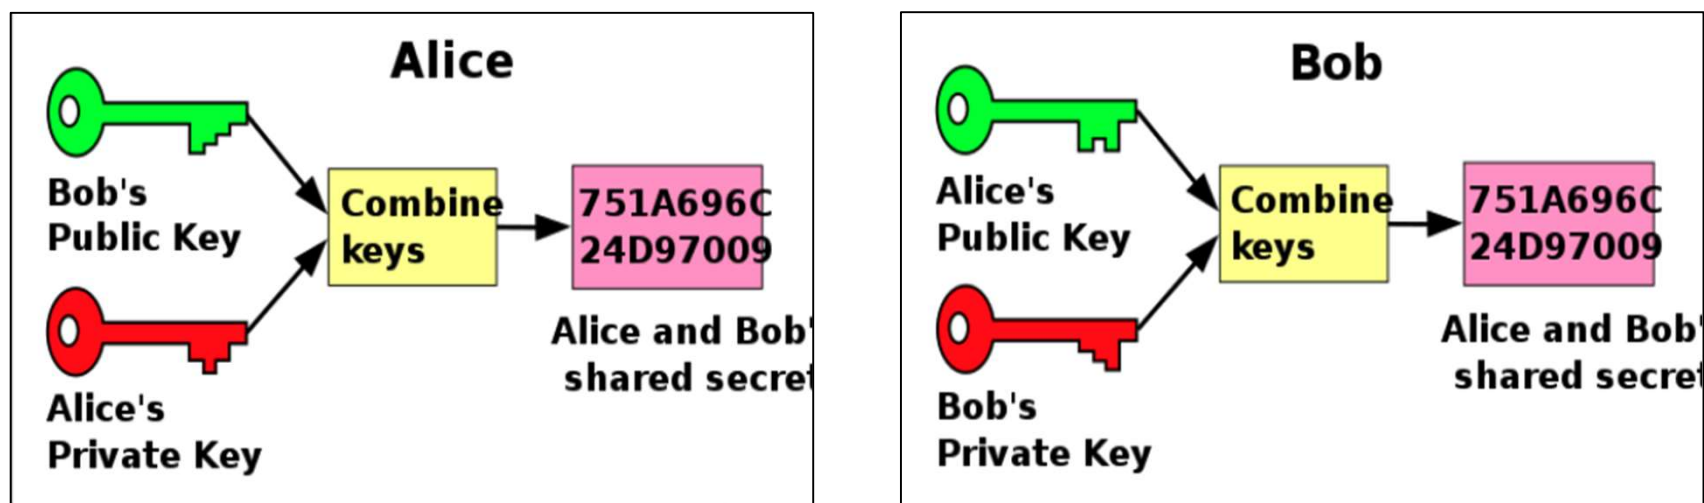 Alice
Bob's
Public Key
Combine
keys
751A696C
24D97009
Alice and Bob'
shared secret
Alice's
Private Key
Bob
Alice's
Public Key
Combine
keys
751A696C
24D97009
Alice and Bob'
shared secret
Bob's
Private Key